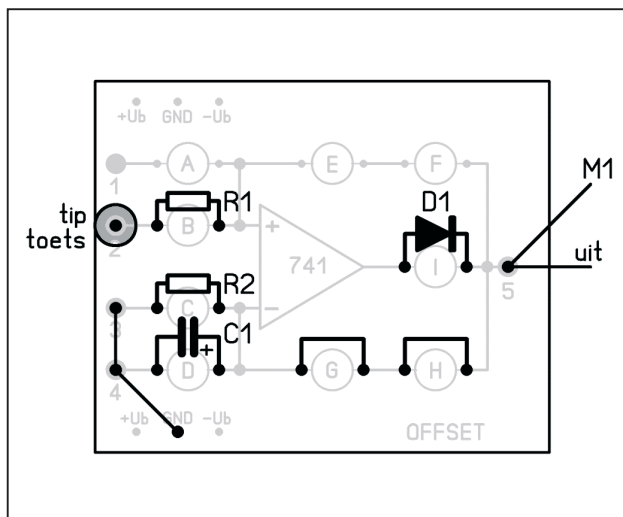 +Ub GND -Ub
A
E
F
1
M1
tip
toets
R1
D1
B
2
+
741
I
uit
5
R2
3
C
-
C1
+
D
G
H
4
+Ub GND -Ub
OFFSET